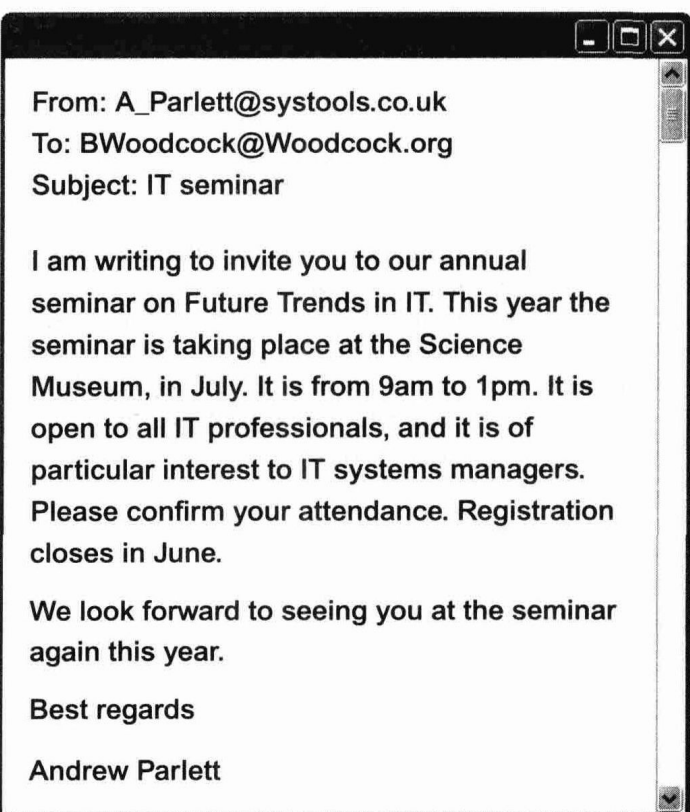 From: A_Parlett@systools.co.uk
To: BWoodcock@Woodcock.org
Subject: IT seminar
I am writing to invite you to our annual
seminar on Future Trends in IT. This year the
seminar is taking place at the Science
Museum, in July. It is from 9am to 1pm. It is
open to all IT professionals, and it is of
particular interest to IT systems managers.
Please confirm your attendance. Registration
closes in June.
We look forward to seeing you at the seminar
again this year.
Best regards
Andrew Parlett